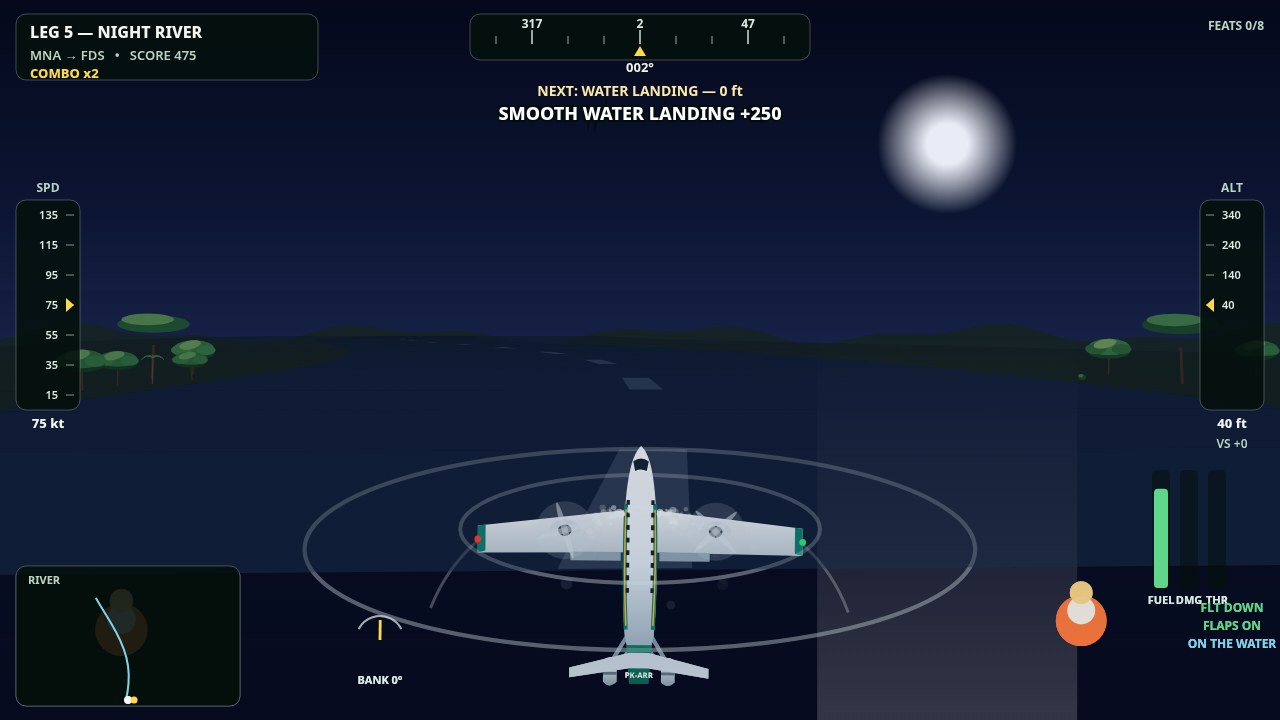 LEG 5 — NIGHT RIVER
MNA → FDS • SCORE 475
COMBO x2
317 2 47
002°
NEXT: WATER LANDING — 0 ft
SMOOTH WATER LANDING +250
FEATS 0/8
SPD
135
115
95
75
55
35
15
75 kt
ALT
340
240
140
40
40 ft
VS +0
FUEL DMG THR
FLT DOWN
FLAPS ON
ON THE WATER
RIVER
BANK 0°
PK-ARR